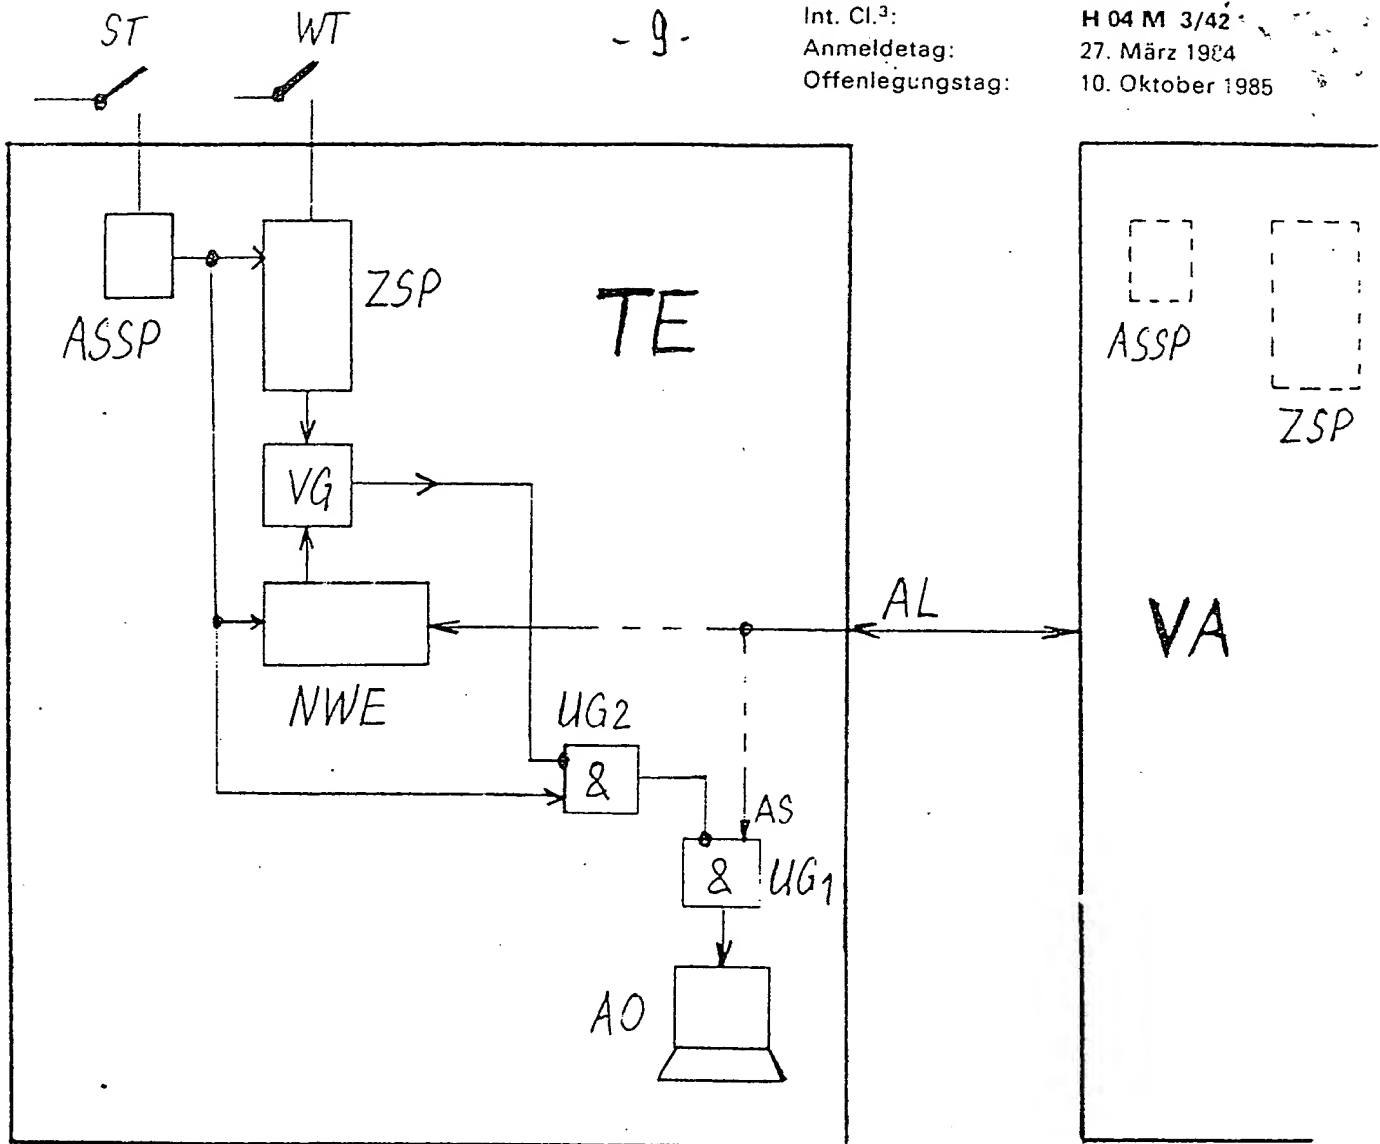 ST WT - 9 -
Int. Cl.³: H 04 M 3/42
Anmeldetag: 27. März 1984
Offenlegungstag: 10. Oktober 1985
ZSP
TE
ASSP
ASSP
ZSP
VG
AL
VA
NWE
UG2
&
AS
& UG1
AO